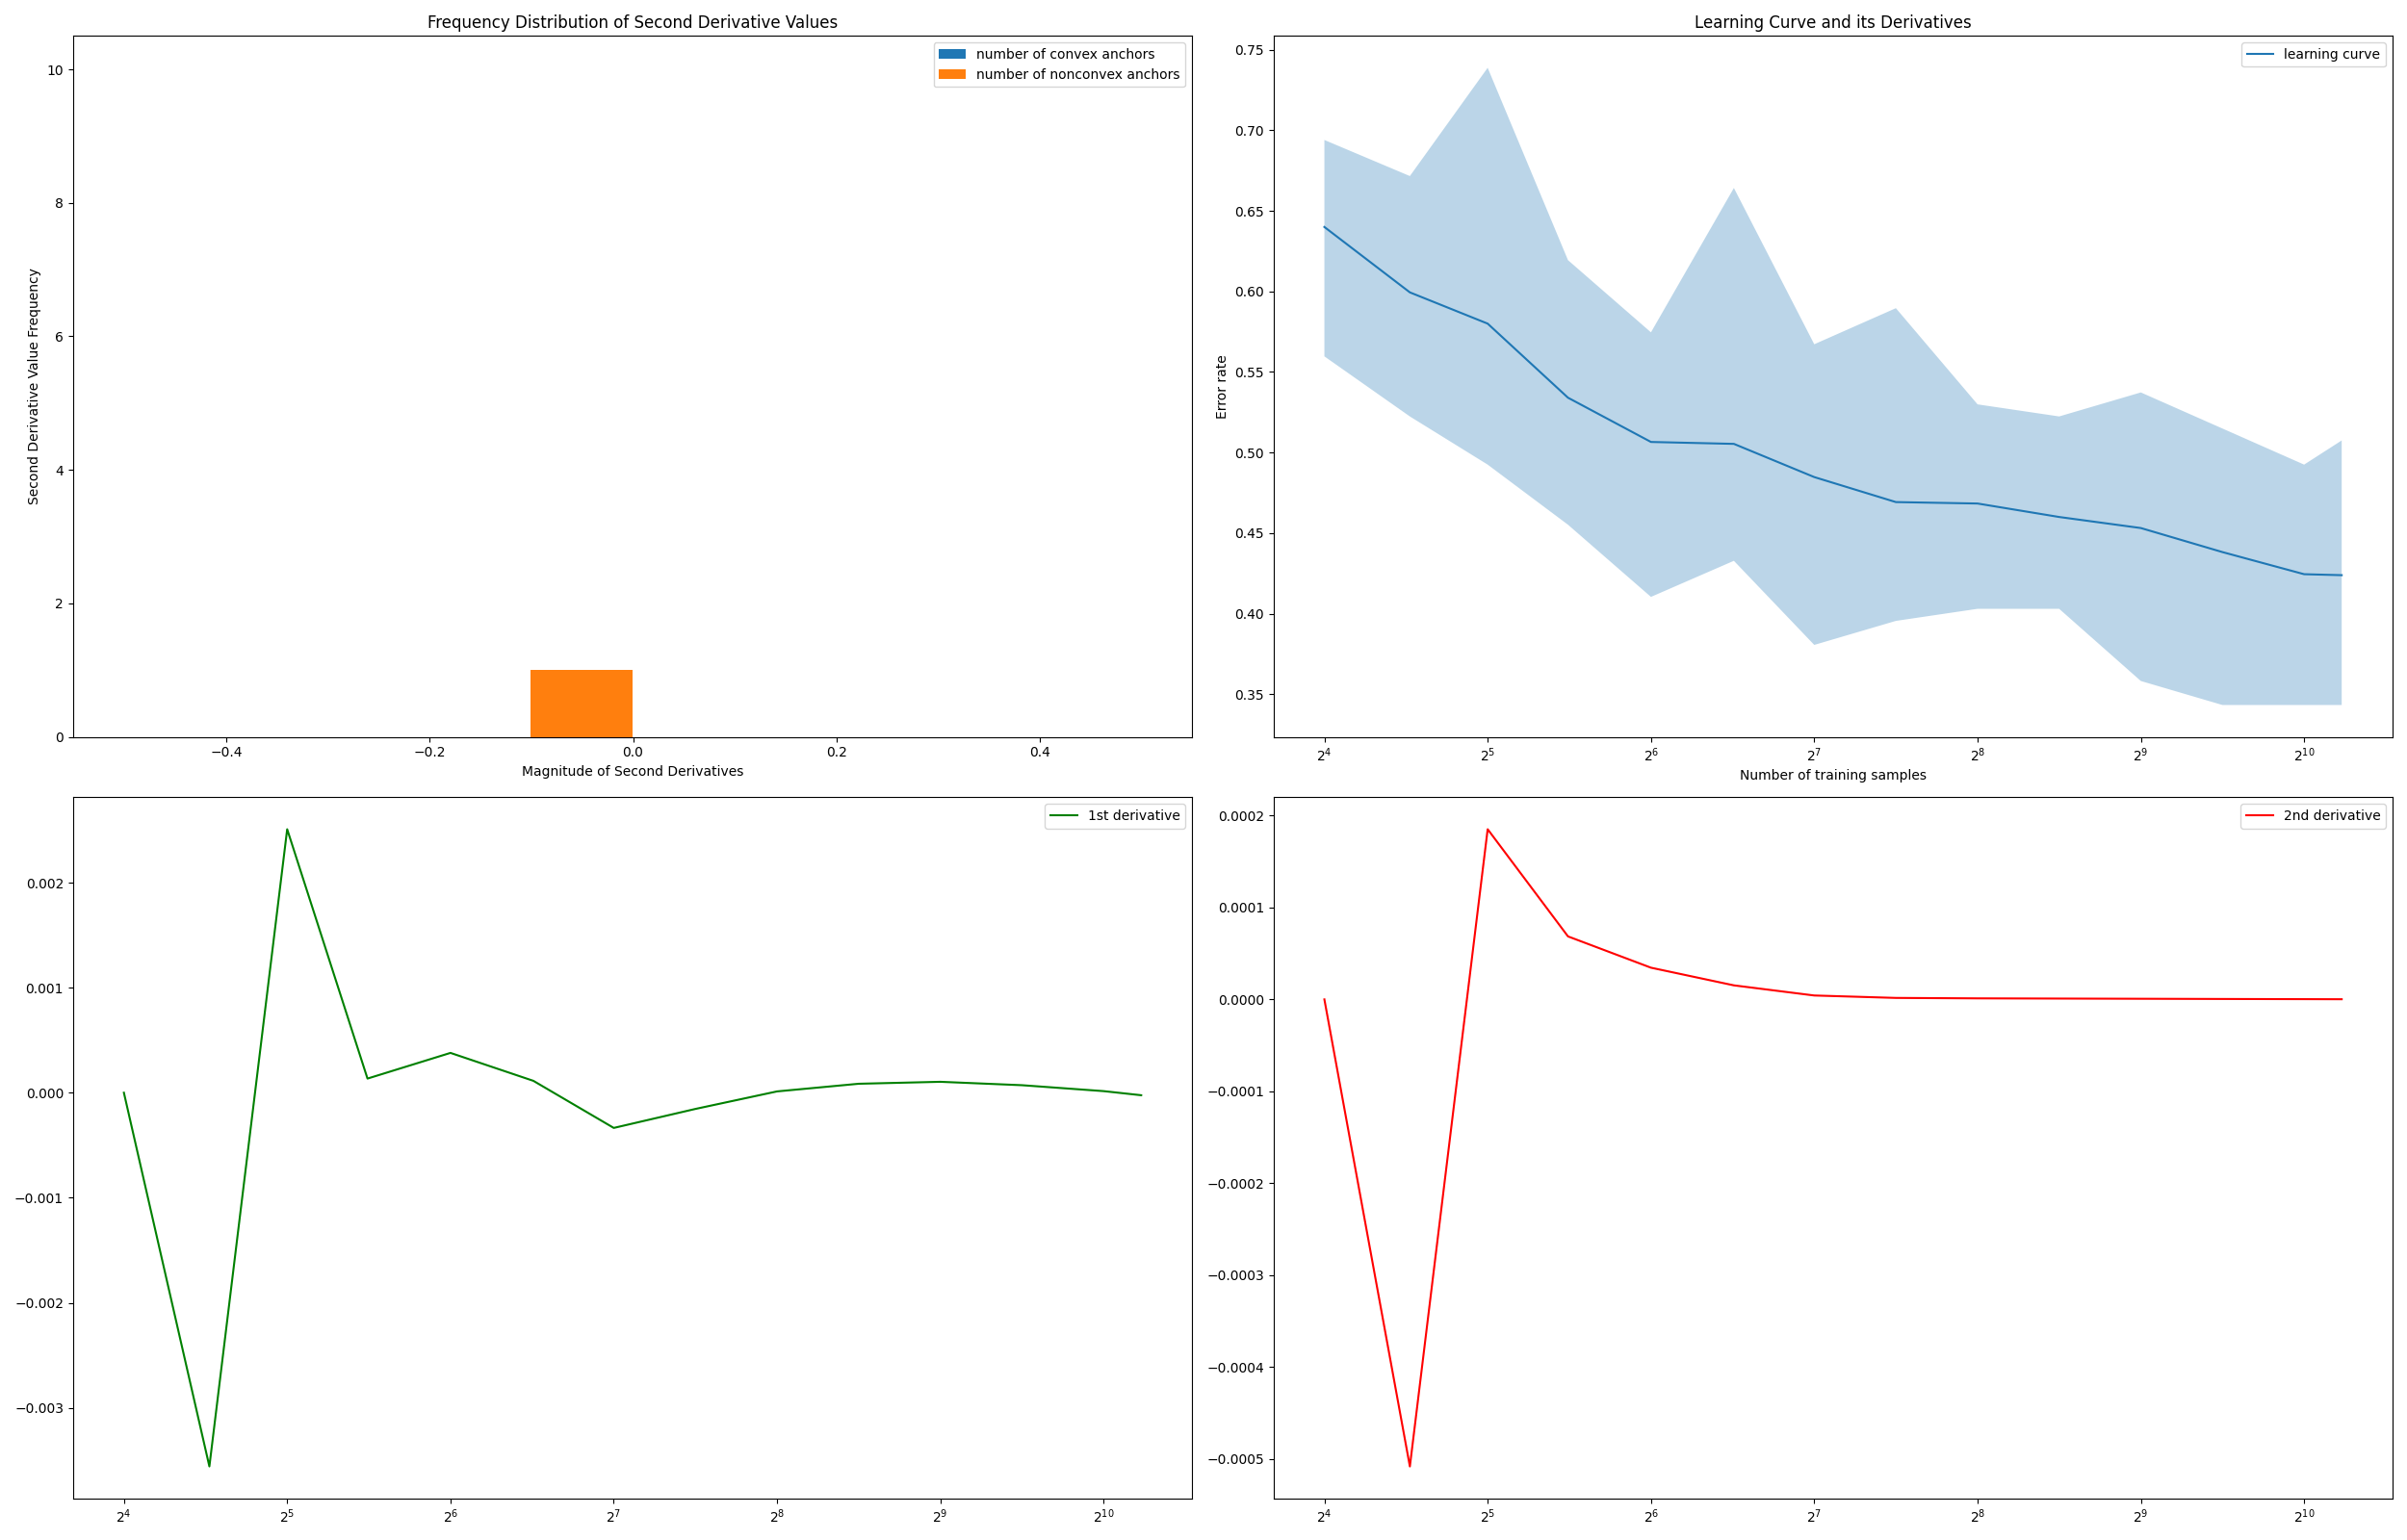 Frequency Distribution of Second Derivative Values
number of convex anchors
number of nonconvex anchors
10
8
6
4
2
0
Second Derivative Value Frequency
−0.4 −0.2 0.0 0.2 0.4
Magnitude of Second Derivatives
Learning Curve and its Derivatives
learning curve
0.75
0.70
0.65
0.60
0.55
0.50
0.45
0.40
0.35
Error rate
2⁴ 2⁵ 2⁶ 2⁷ 2⁸ 2⁹ 2¹⁰
Number of training samples
1st derivative
0.002
0.001
0.000
−0.001
−0.002
−0.003
2⁴ 2⁵ 2⁶ 2⁷ 2⁸ 2⁹ 2¹⁰
2nd derivative
0.0002
0.0001
0.0000
−0.0001
−0.0002
−0.0003
−0.0004
−0.0005
2⁴ 2⁵ 2⁶ 2⁷ 2⁸ 2⁹ 2¹⁰